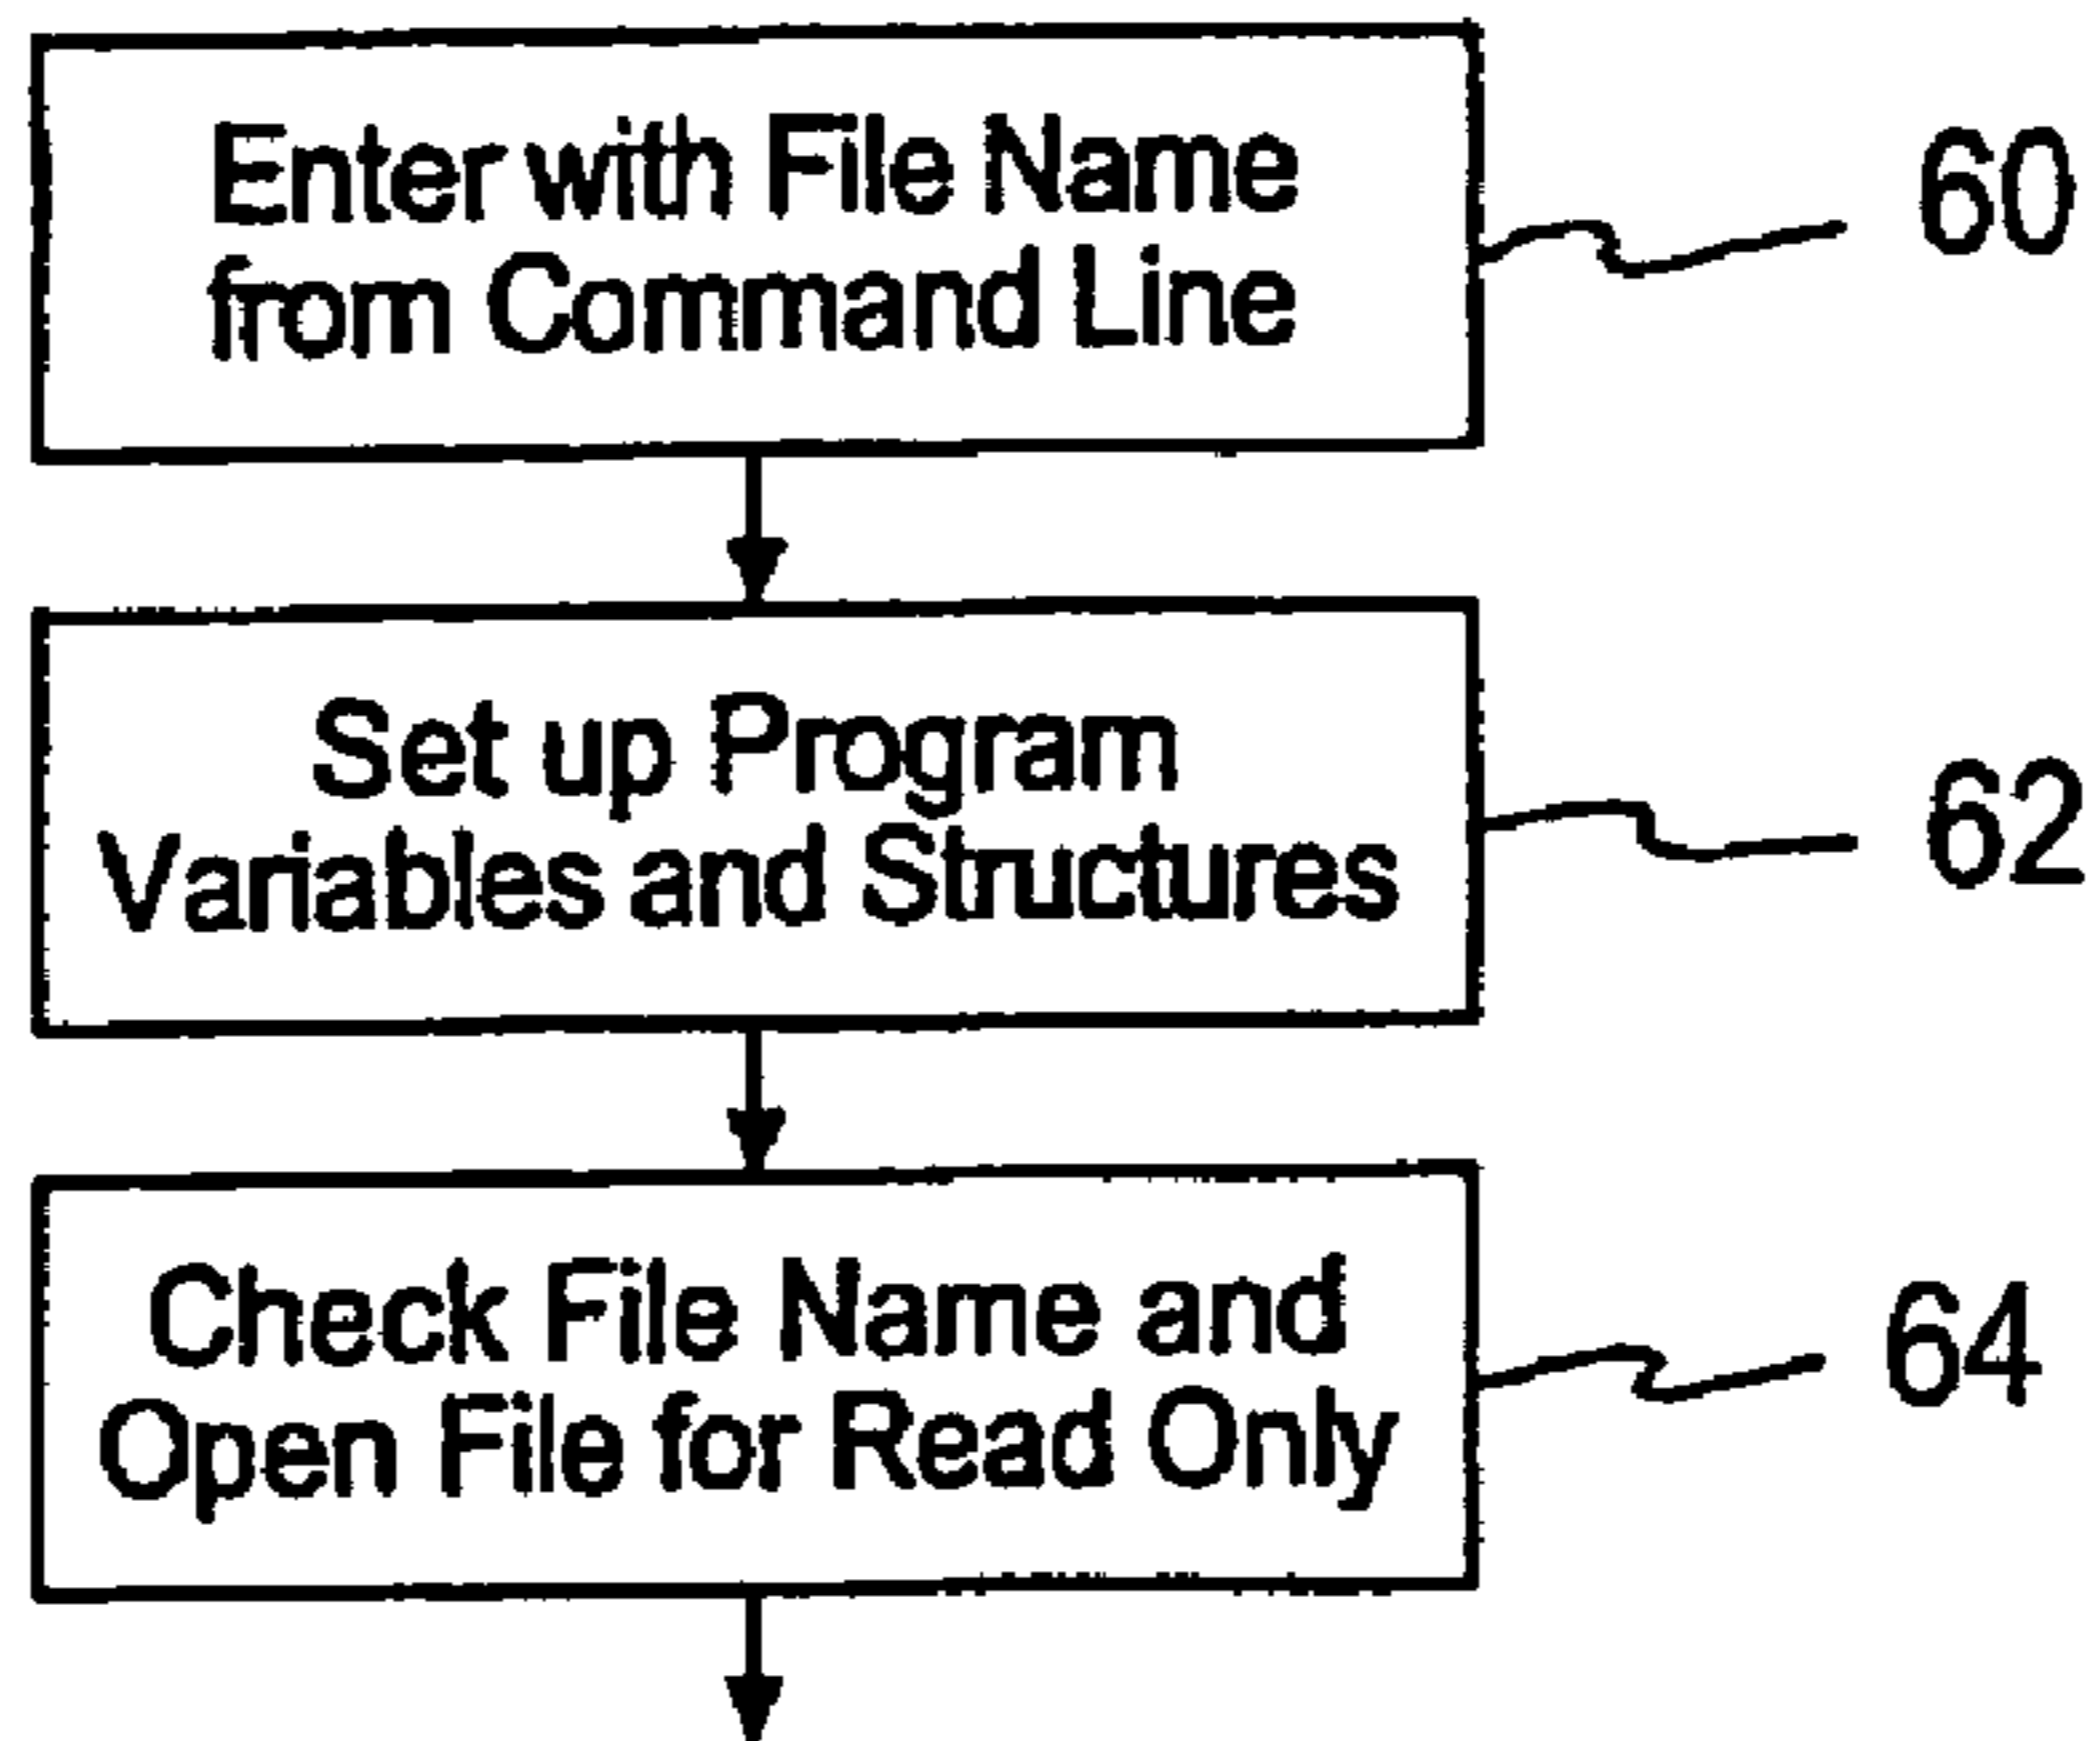 Enter with File Name
from Command Line
60
Set up Program
Variables and Structures
62
Check File Name and
Open File for Read Only
64